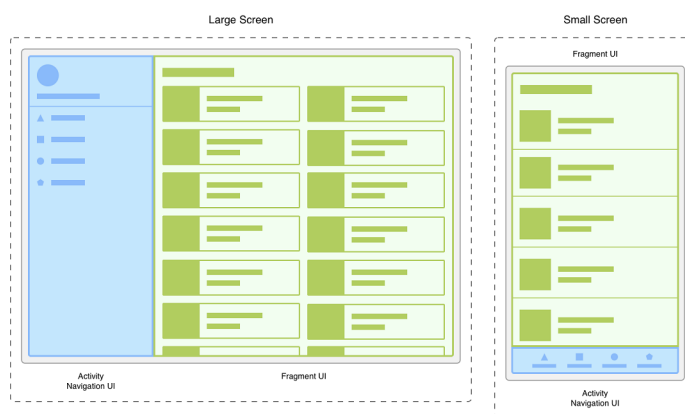 Large Screen
Small Screen
Fragment UI
Activity
Navigation UI
Fragment UI
Activity
Navigation UI